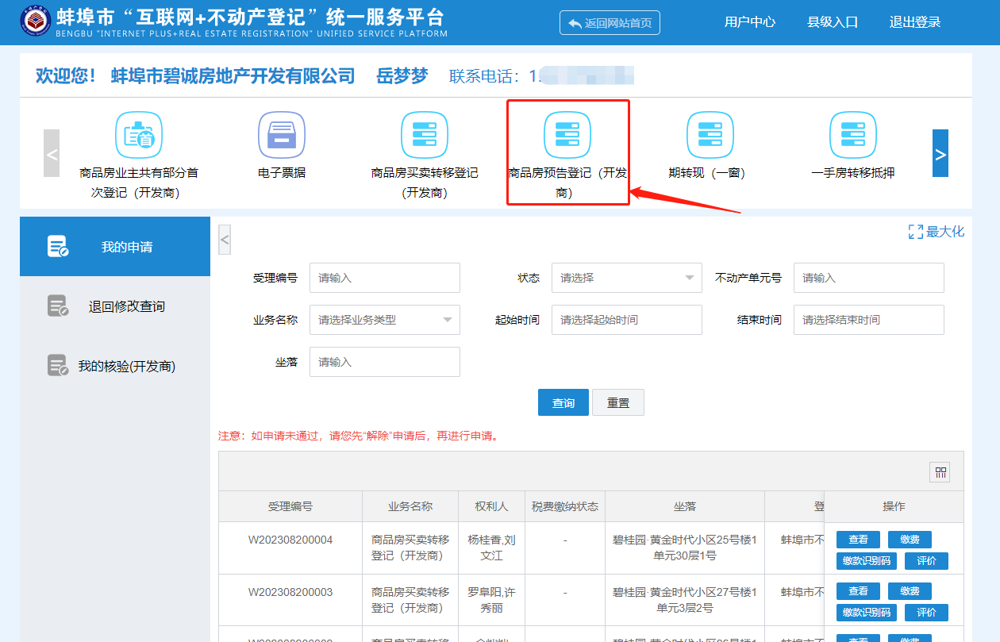 蚌埠市“互联网+不动产登记”统一服务平台
BENGBU "INTERNET PLUS+REAL ESTATE REGISTRATION" UNIFIED SERVICE PLATFORM
返回网站首页
用户中心 县级入口 退出登录
欢迎您！ 蚌埠市碧诚房地产开发有限公司 岳梦梦 联系电话：1
<
商品房业主共有部分首
次登记（开发商）
电子票据
商品房买卖转移登记
（开发商）
商品房预告登记（开发
商）
期转现（一窗）
一手房转移抵押
>
我的申请
退回修改查询
我的核验(开发商)
<
最大化
受理编号 请输入 状态 请选择 不动产单元号 请输入
业务名称 请选择业务类型 起始时间 请选择起始时间 结束时间 请选择结束时间
坐落 请输入
查询 重置
注意：如申请未通过，请您先“解除”申请后，再进行申请。
受理编号 业务名称 权利人 税费缴纳状态 坐落 登 操作
W202308200004
商品房买卖转移
登记（开发商）
杨桂香,刘
文江
-
碧桂园·黄金时代小区25号楼1
单元30层1号
蚌埠市不
查看 缴费
缴款识别码 评价
W202308200003
商品房买卖转移
登记（开发商）
罗阜阳,许
秀丽
-
碧桂园·黄金时代小区27号楼1
单元3层2号
蚌埠市不
查看 缴费
缴款识别码 评价